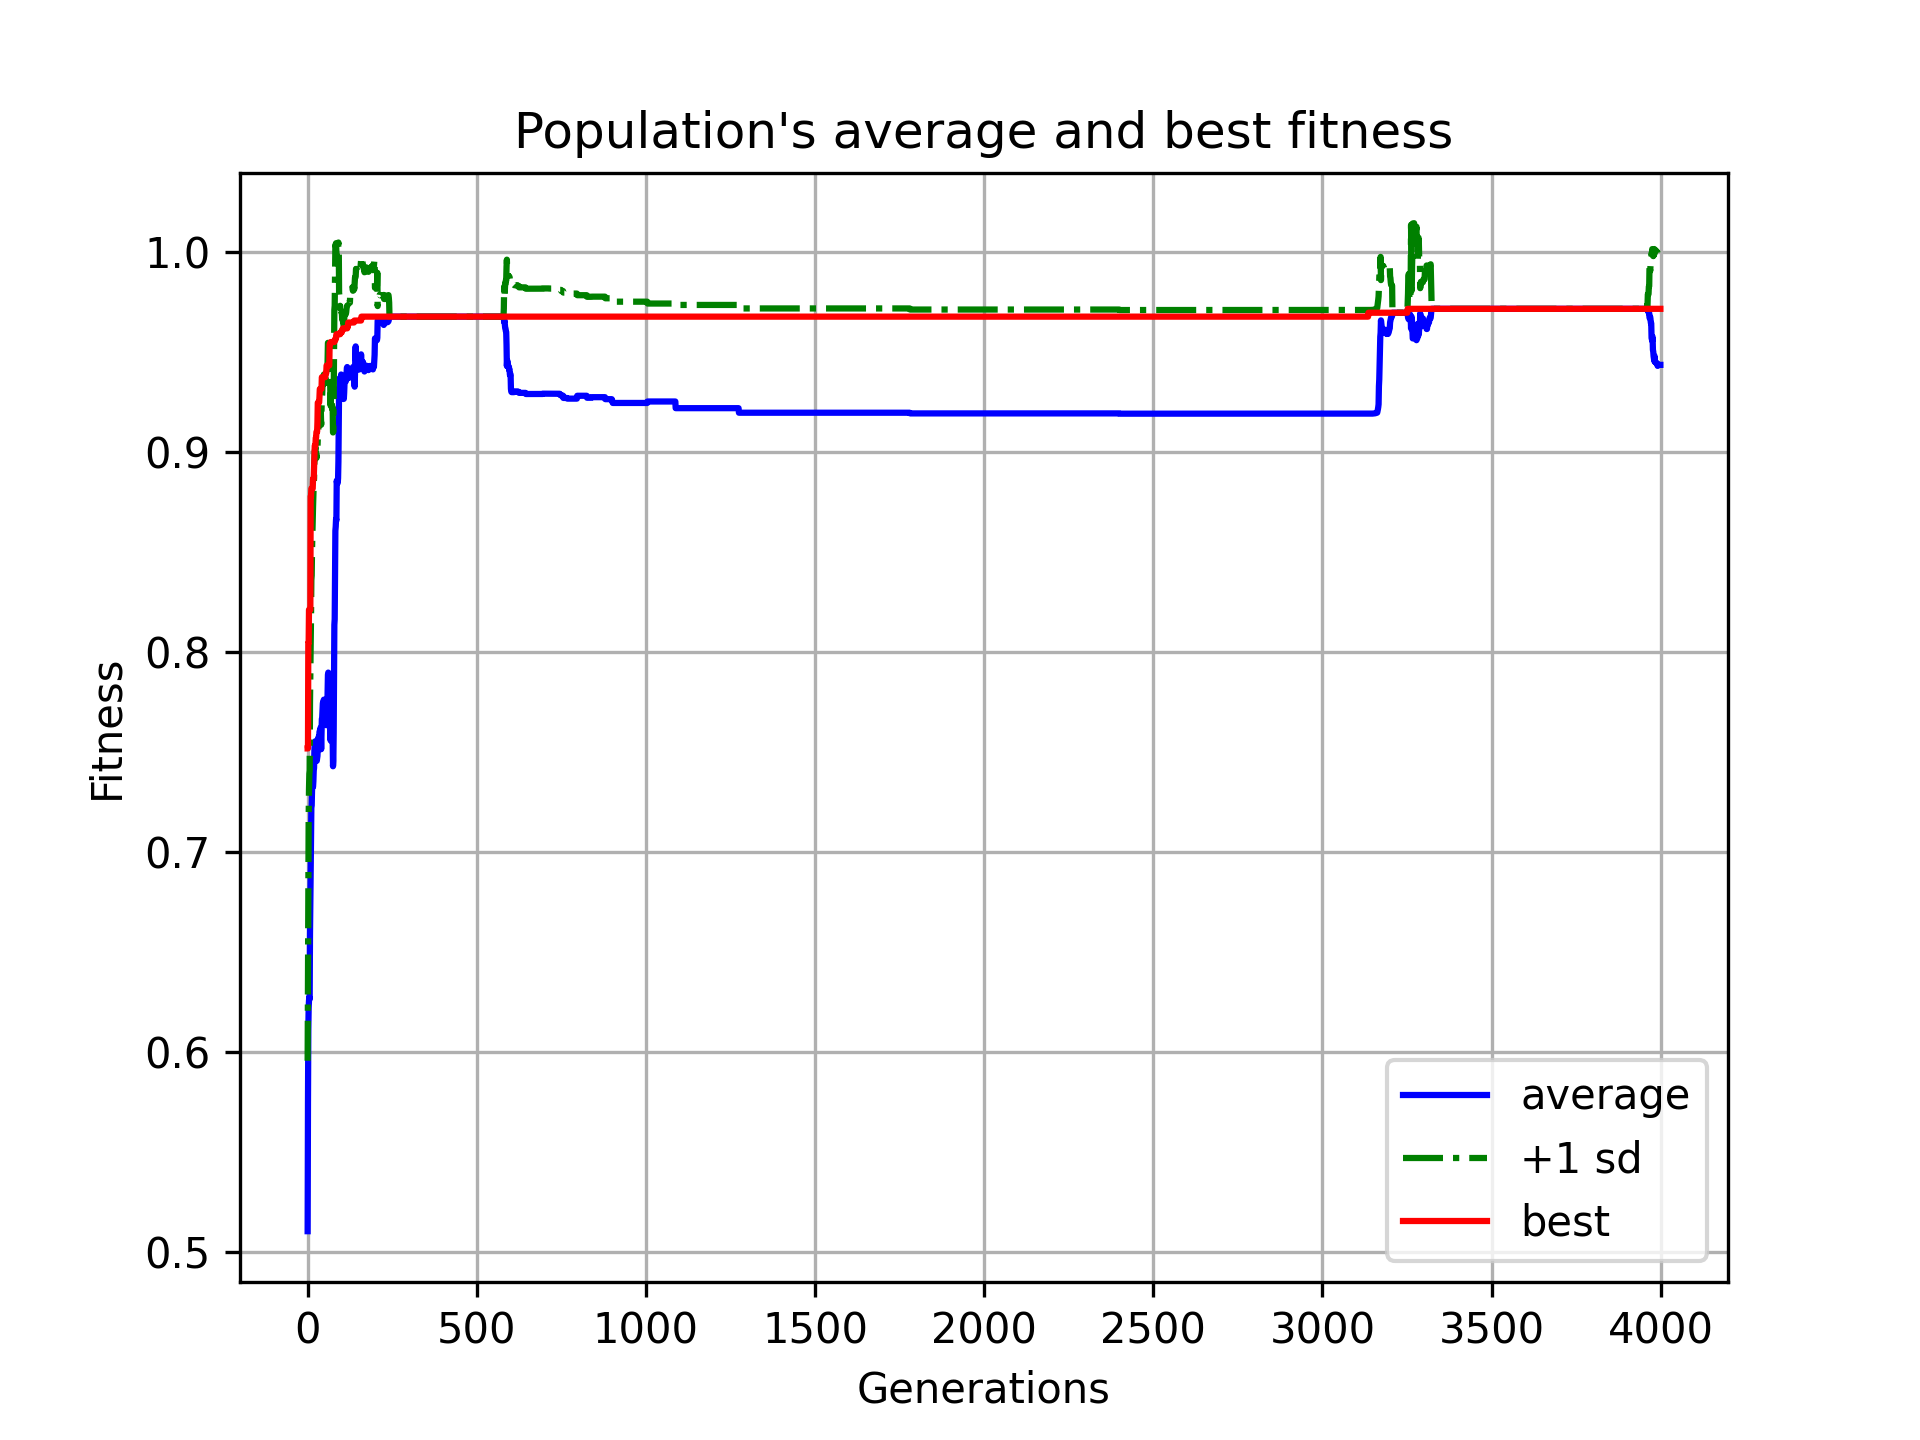 Population's average and best fitness
1.0
0.9
0.8
0.7
0.6
0.5
Fitness
0 500 1000 1500 2000 2500 3000 3500 4000
Generations
average
+1 sd
best